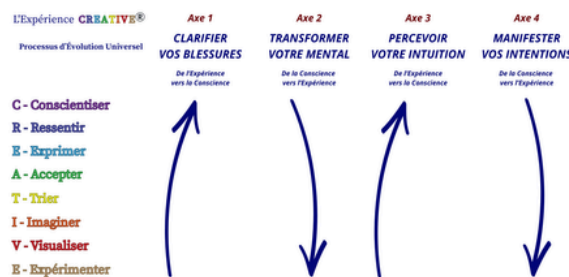 L'Expérience CREATIVE®
Processus d'Évolution Universel
Axe 1
CLARIFIER
VOS BLESSURES
De l'Expérience
vers la Conscience
Axe 2
TRANSFORMER
VOTRE MENTAL
De la Conscience
vers l'Expérience
Axe 3
PERCEVOIR
VOTRE INTUITION
De l'Expérience
vers la Conscience
Axe 4
MANIFESTER
VOS INTENTIONS
De la Conscience
vers l'Expérience
C - Conscientiser
R - Ressentir
E - Exprimer
A - Accepter
T - Trier
I - Imaginer
V - Visualiser
E - Expérimenter